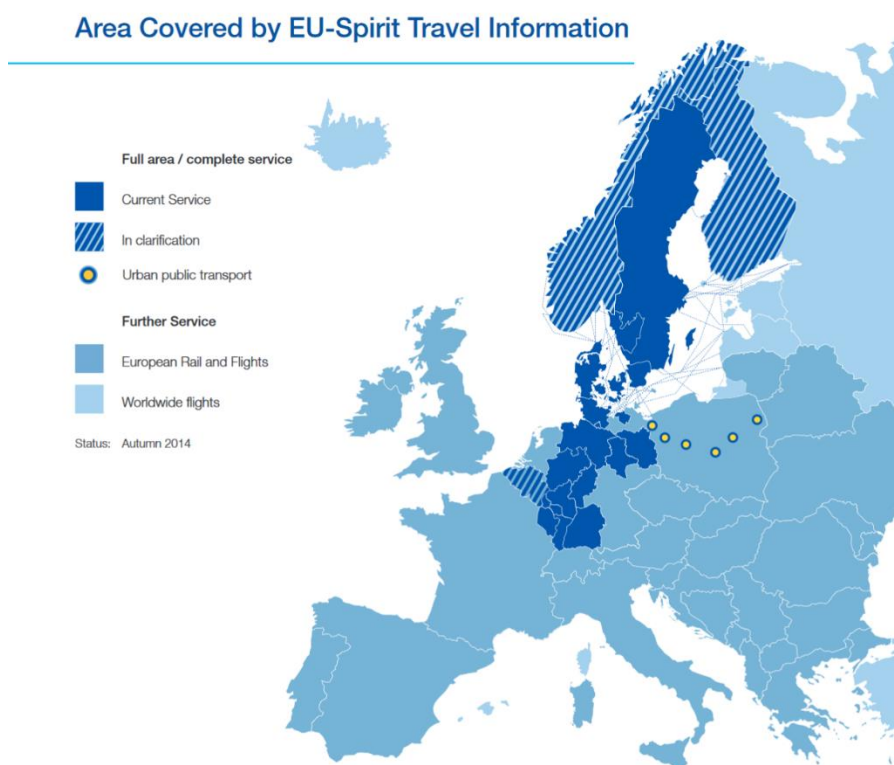 Area Covered by EU-Spirit Travel Information
Full area / complete service
Current Service
In clarification
Urban public transport
Further Service
European Rail and Flights
Worldwide flights
Status: Autumn 2014